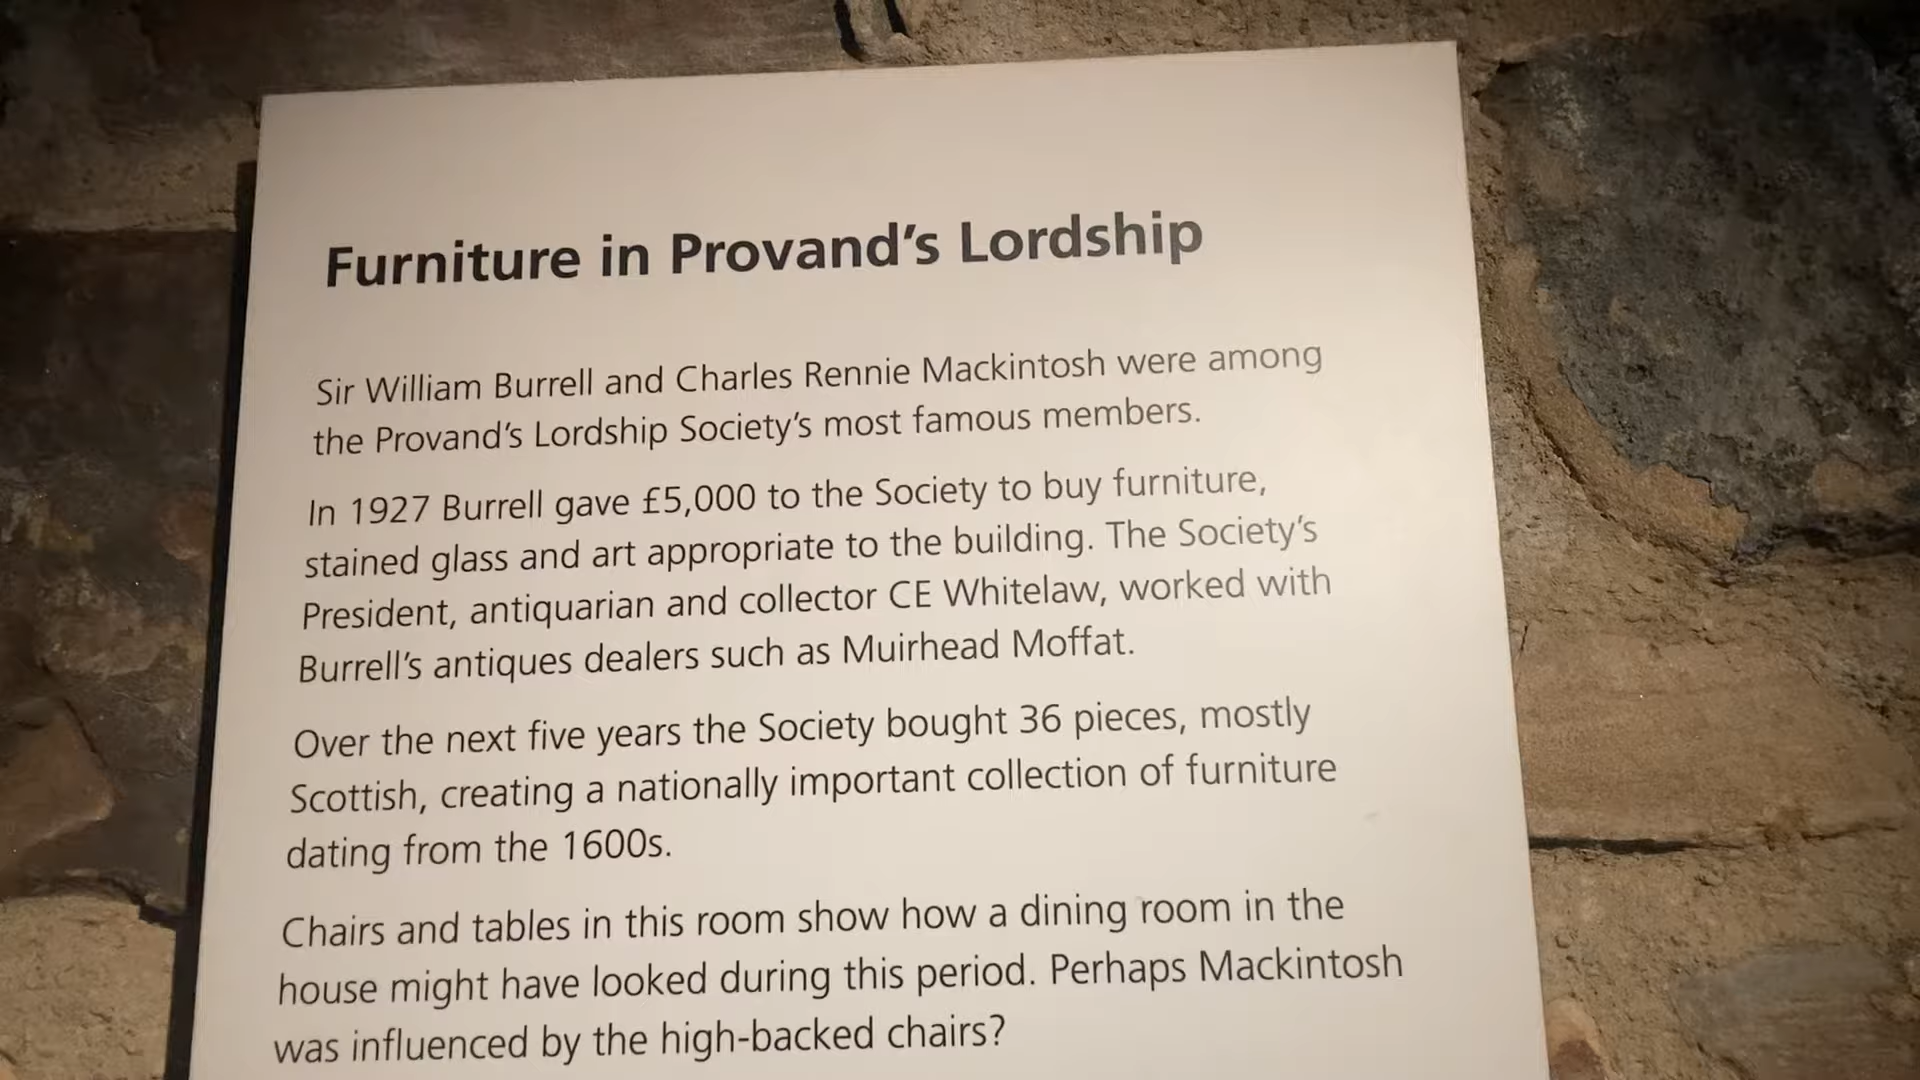 Furniture in Provand’s Lordship
Sir William Burrell and Charles Rennie Mackintosh were among
the Provand’s Lordship Society’s most famous members.
In 1927 Burrell gave £5,000 to the Society to buy furniture,
stained glass and art appropriate to the building. The Society’s
President, antiquarian and collector CE Whitelaw, worked with
Burrell’s antiques dealers such as Muirhead Moffat.
Over the next five years the Society bought 36 pieces, mostly
Scottish, creating a nationally important collection of furniture
dating from the 1600s.
Chairs and tables in this room show how a dining room in the
house might have looked during this period. Perhaps Mackintosh
was influenced by the high-backed chairs?